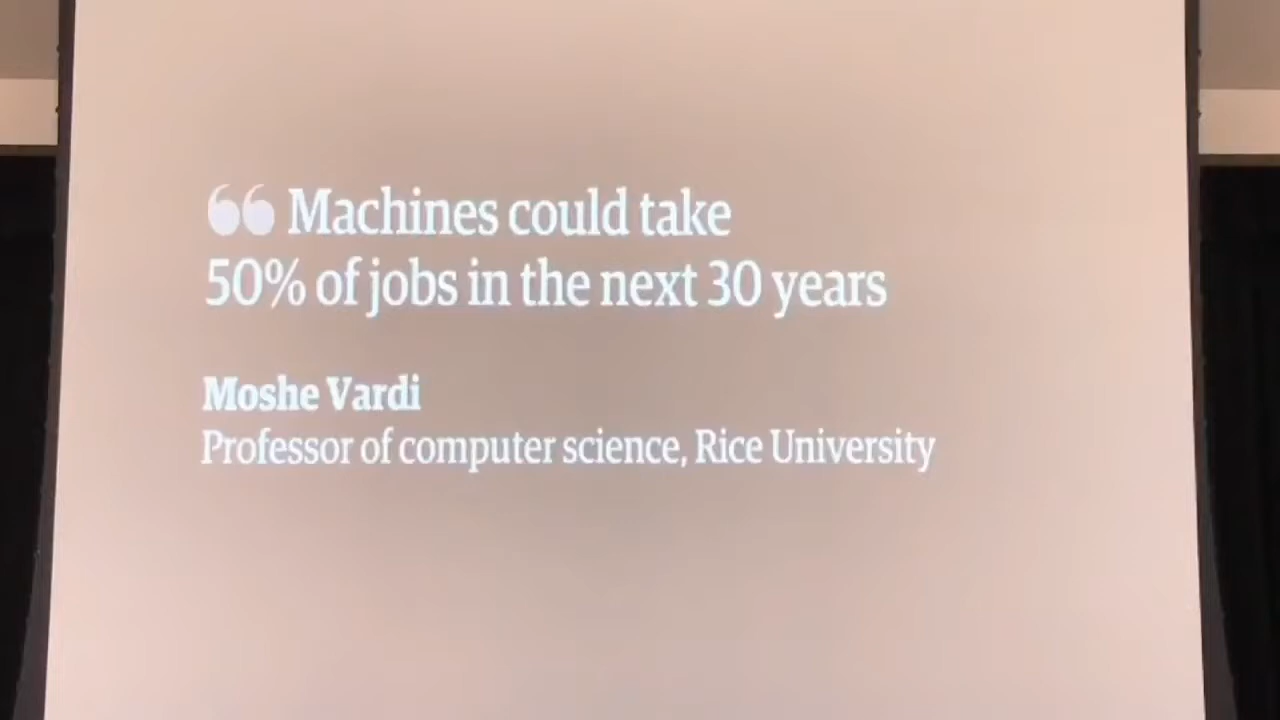 “Machines could take
50% of jobs in the next 30 years
Moshe Vardi
Professor of computer science, Rice University